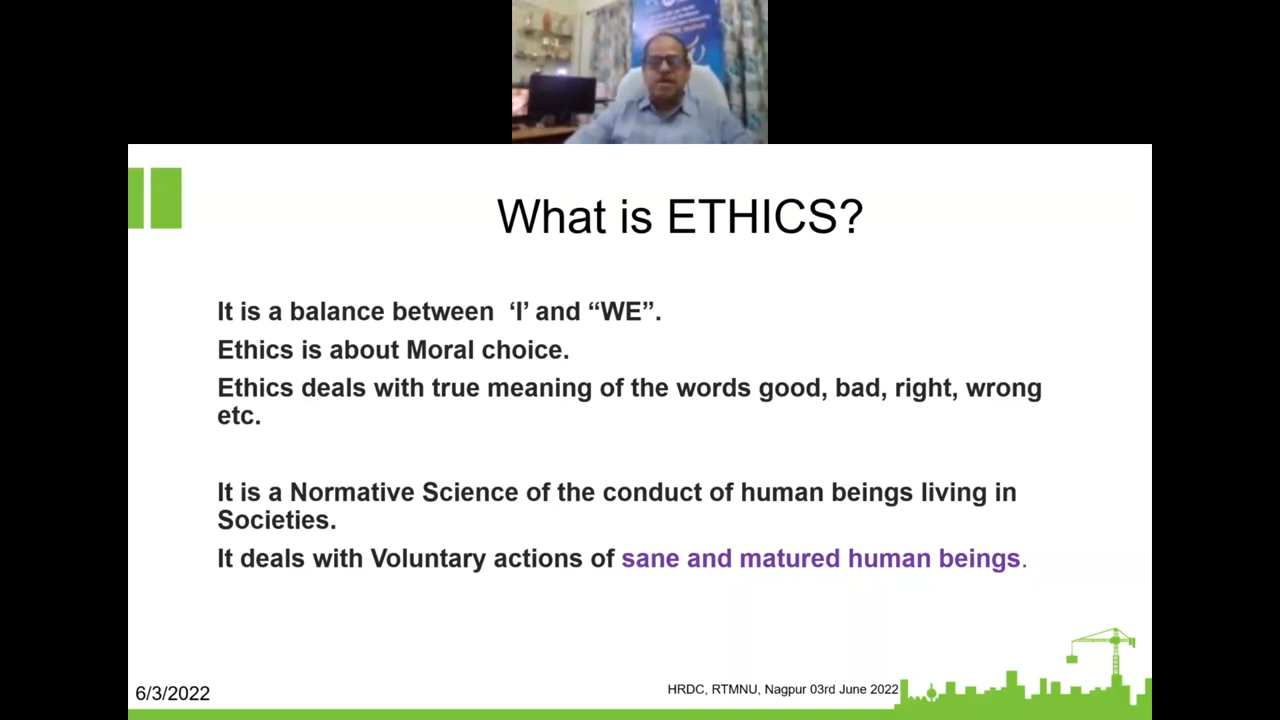 What is ETHICS?
It is a balance between ‘I’ and “WE”.
Ethics is about Moral choice.
Ethics deals with true meaning of the words good, bad, right, wrong
etc.
It is a Normative Science of the conduct of human beings living in
Societies.
It deals with Voluntary actions of sane and matured human beings.
6/3/2022
HRDC, RTMNU, Nagpur 03rd June 2022